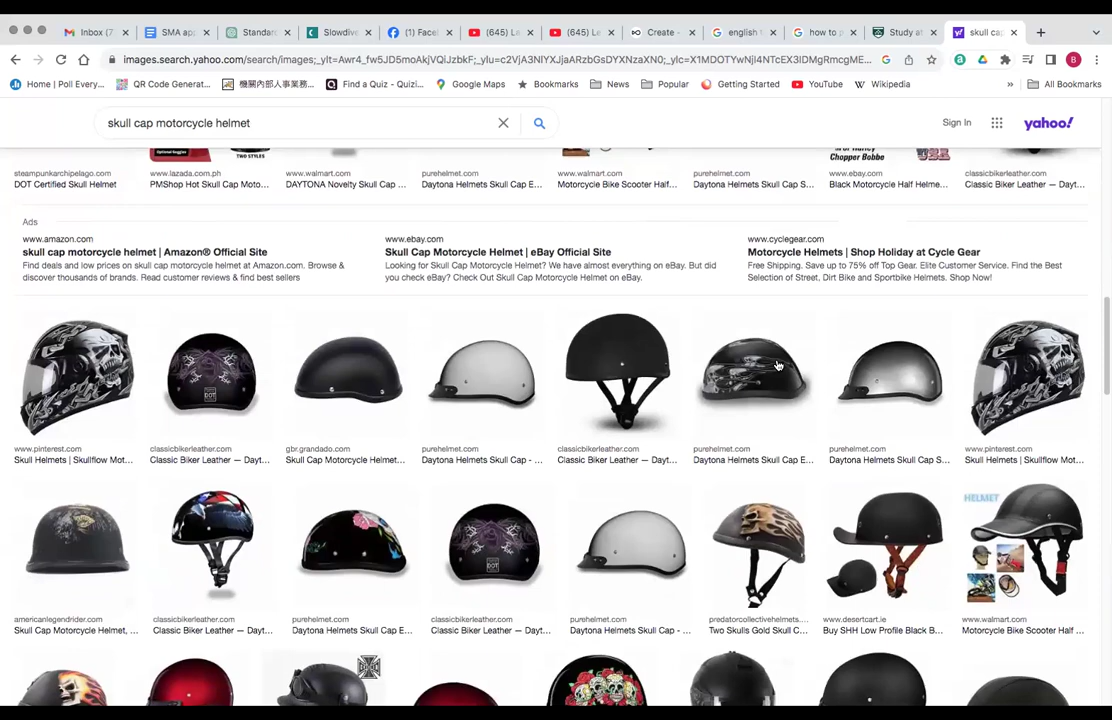 Inbox (7
SMA app
Standarc
Slowdive
(1) Facel
(645) Le
(645) Le
Create -
english l
how to p
Study at
skull cap
images.search.yahoo.com/search/images;_ylt=Awr4_fw5JD5moAkVQiJzbkF;_ylu=c2VjA3NlYXJjaARzbGsDYXNzaXN0;_ylc=X1MDOTYwNjI4NTcEX3IDMgRmcgME...
B
Home | Poll Every...
QR Code Generat...
機關內部人事業務...
Find a Quiz - Quizi...
Google Maps
Bookmarks
News
Popular
Getting Started
YouTube
Wikipedia
»
All Bookmarks
skull cap motorcycle helmet
Sign In
yahoo!
steampunkarchipelago.com
www.lazada.com.ph
www.walmart.com
purehelmet.com
www.walmart.com
purehelmet.com
www.ebay.com
classicbikerleather.com
DOT Certified Skull Helmet
PMShop Hot Skull Cap Moto...
DAYTONA Novelty Skull Cap ...
Daytona Helmets Skull Cap E...
Motorcycle Bike Scooter Half...
Daytona Helmets Skull Cap S...
Black Motorcycle Half Helme...
Classic Biker Leather — Dayt...
Ads
www.amazon.com
skull cap motorcycle helmet | Amazon® Official Site
Find deals and low prices on skull cap motorcycle helmet at Amazon.com. Browse &
discover thousands of brands. Read customer reviews & find best sellers
www.ebay.com
Skull Cap Motorcycle Helmet | eBay Official Site
Looking for Skull Cap Motorcycle Helmet? We have almost everything on eBay. But did
you check eBay? Check Out Skull Cap Motorcycle Helmet on eBay.
www.cyclegear.com
Motorcycle Helmets | Shop Holiday at Cycle Gear
Free Shipping. Save up to 75% off Top Gear. Elite Customer Service. Find the Best
Selection of Street, Dirt Bike and Sportbike Helmets. Shop Now!
DOT
www.pinterest.com
classicbikerleather.com
gbr.grandado.com
purehelmet.com
classicbikerleather.com
purehelmet.com
purehelmet.com
www.pinterest.com
Skull Helmets | Skullflow Mot...
Classic Biker Leather — Dayt...
Skull Cap Motorcycle Helmet...
Daytona Helmets Skull Cap - ...
Classic Biker Leather — Dayt...
Daytona Helmets Skull Cap E...
Daytona Helmets Skull Cap S...
Skull Helmets | Skullflow Mot...
HELMET
DOT
americanlegendrider.com
classicbikerleather.com
purehelmet.com
classicbikerleather.com
purehelmet.com
predatorcollectivehelmets....
www.desertcart.ie
www.walmart.com
Skull Cap Motorcycle Helmet, ...
Classic Biker Leather — Dayt...
Daytona Helmets Skull Cap E...
Classic Biker Leather — Dayt...
Daytona Helmets Skull Cap - ...
Two Skulls Gold Skull C...
Buy SHH Low Profile Black B...
Motorcycle Bike Scooter Half ...